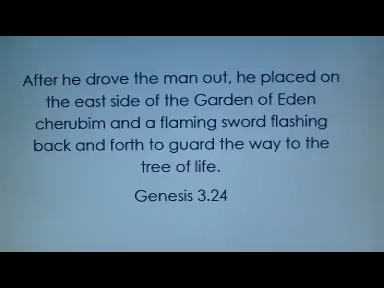 After he drove the man out, he placed on
the east side of the Garden of Eden
cherubim and a flaming sword flashing
back and forth to guard the way to the
tree of life.
Genesis 3.24